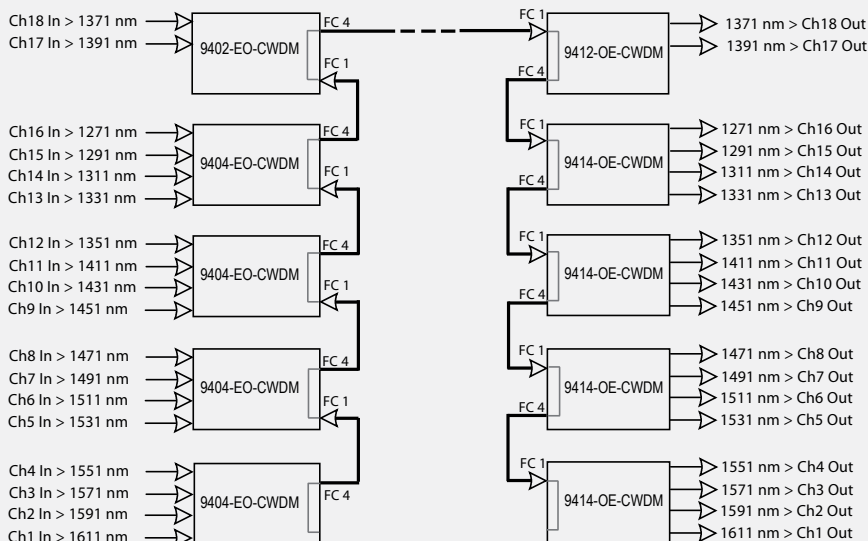 Ch18 In > 1371 nm
Ch17 In > 1391 nm
9402-EO-CWDM
FC 4
FC 1
FC 1
9412-OE-CWDM
FC 4
1371 nm > Ch18 Out
1391 nm > Ch17 Out
Ch16 In > 1271 nm
Ch15 In > 1291 nm
Ch14 In > 1311 nm
Ch13 In > 1331 nm
9404-EO-CWDM
FC 4
FC 1
FC 1
9414-OE-CWDM
FC 4
1271 nm > Ch16 Out
1291 nm > Ch15 Out
1311 nm > Ch14 Out
1331 nm > Ch13 Out
Ch12 In > 1351 nm
Ch11 In > 1411 nm
Ch10 In > 1431 nm
Ch9 In > 1451 nm
9404-EO-CWDM
FC 4
FC 1
FC 1
9414-OE-CWDM
FC 4
1351 nm > Ch12 Out
1411 nm > Ch11 Out
1431 nm > Ch10 Out
1451 nm > Ch9 Out
Ch8 In > 1471 nm
Ch7 In > 1491 nm
Ch6 In > 1511 nm
Ch5 In > 1531 nm
9404-EO-CWDM
FC 4
FC 1
FC 1
9414-OE-CWDM
FC 4
1471 nm > Ch8 Out
1491 nm > Ch7 Out
1511 nm > Ch6 Out
1531 nm > Ch5 Out
Ch4 In > 1551 nm
Ch3 In > 1571 nm
Ch2 In > 1591 nm
Ch1 In > 1611 nm
9404-EO-CWDM
FC 4
FC 1
9414-OE-CWDM
1551 nm > Ch4 Out
1571 nm > Ch3 Out
1591 nm > Ch2 Out
1611 nm > Ch1 Out